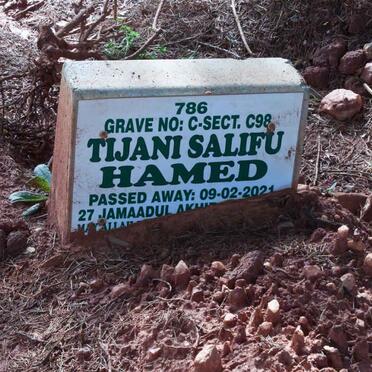 786
GRAVE NO: C-SECT. C98
TIJANI SALIFU
HAMED
PASSED AWAY: 09-02-2021
27 JAMAADUL